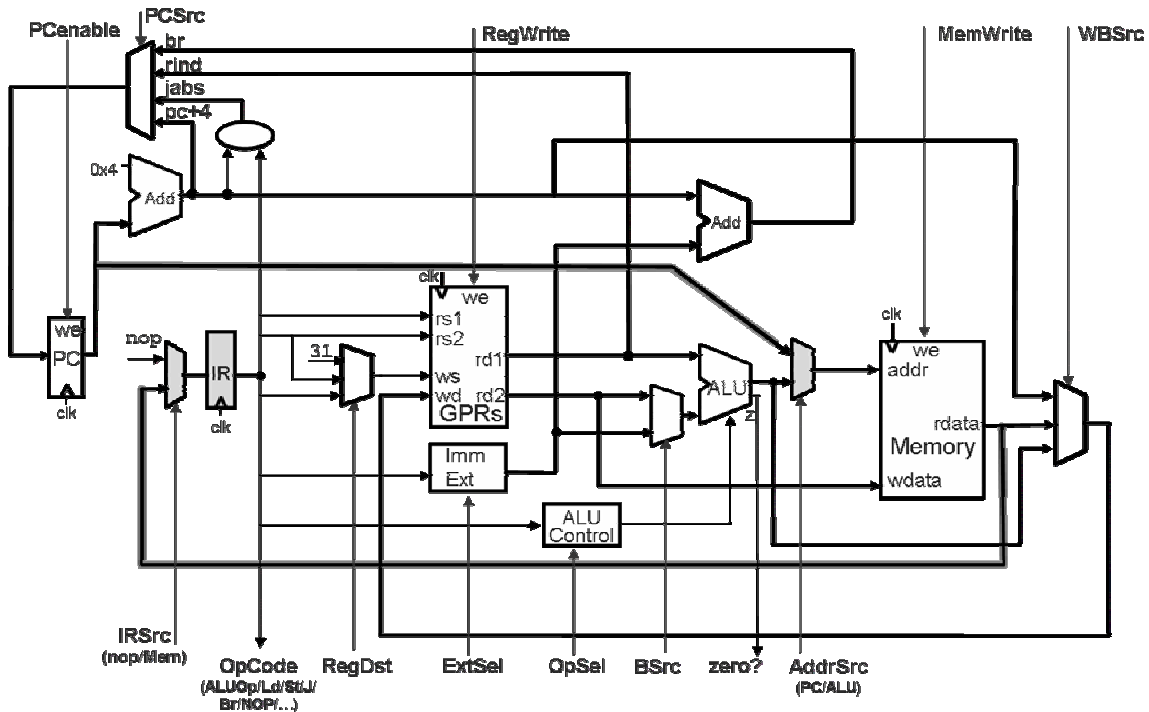 PCSrc
PCenable
RegWrite
MemWrite
WBSrc
br
rind
jabs
pc+4
0x4
Add
Add
clk
we
rs1
rs2
rd1
ws
wd
rd2
GPRs
we
PC
clk
nop
IR
clk
31
ALU
z
clk
we
addr
rdata
Memory
wdata
Imm
Ext
ALU
Control
IRSrc
(nop/Mem)
OpCode
(ALUOp/Ld/St/J/
Br/NOP/...)
RegDst
ExtSel
OpSel
BSrc
zero?
AddrSrc
(PC/ALU)